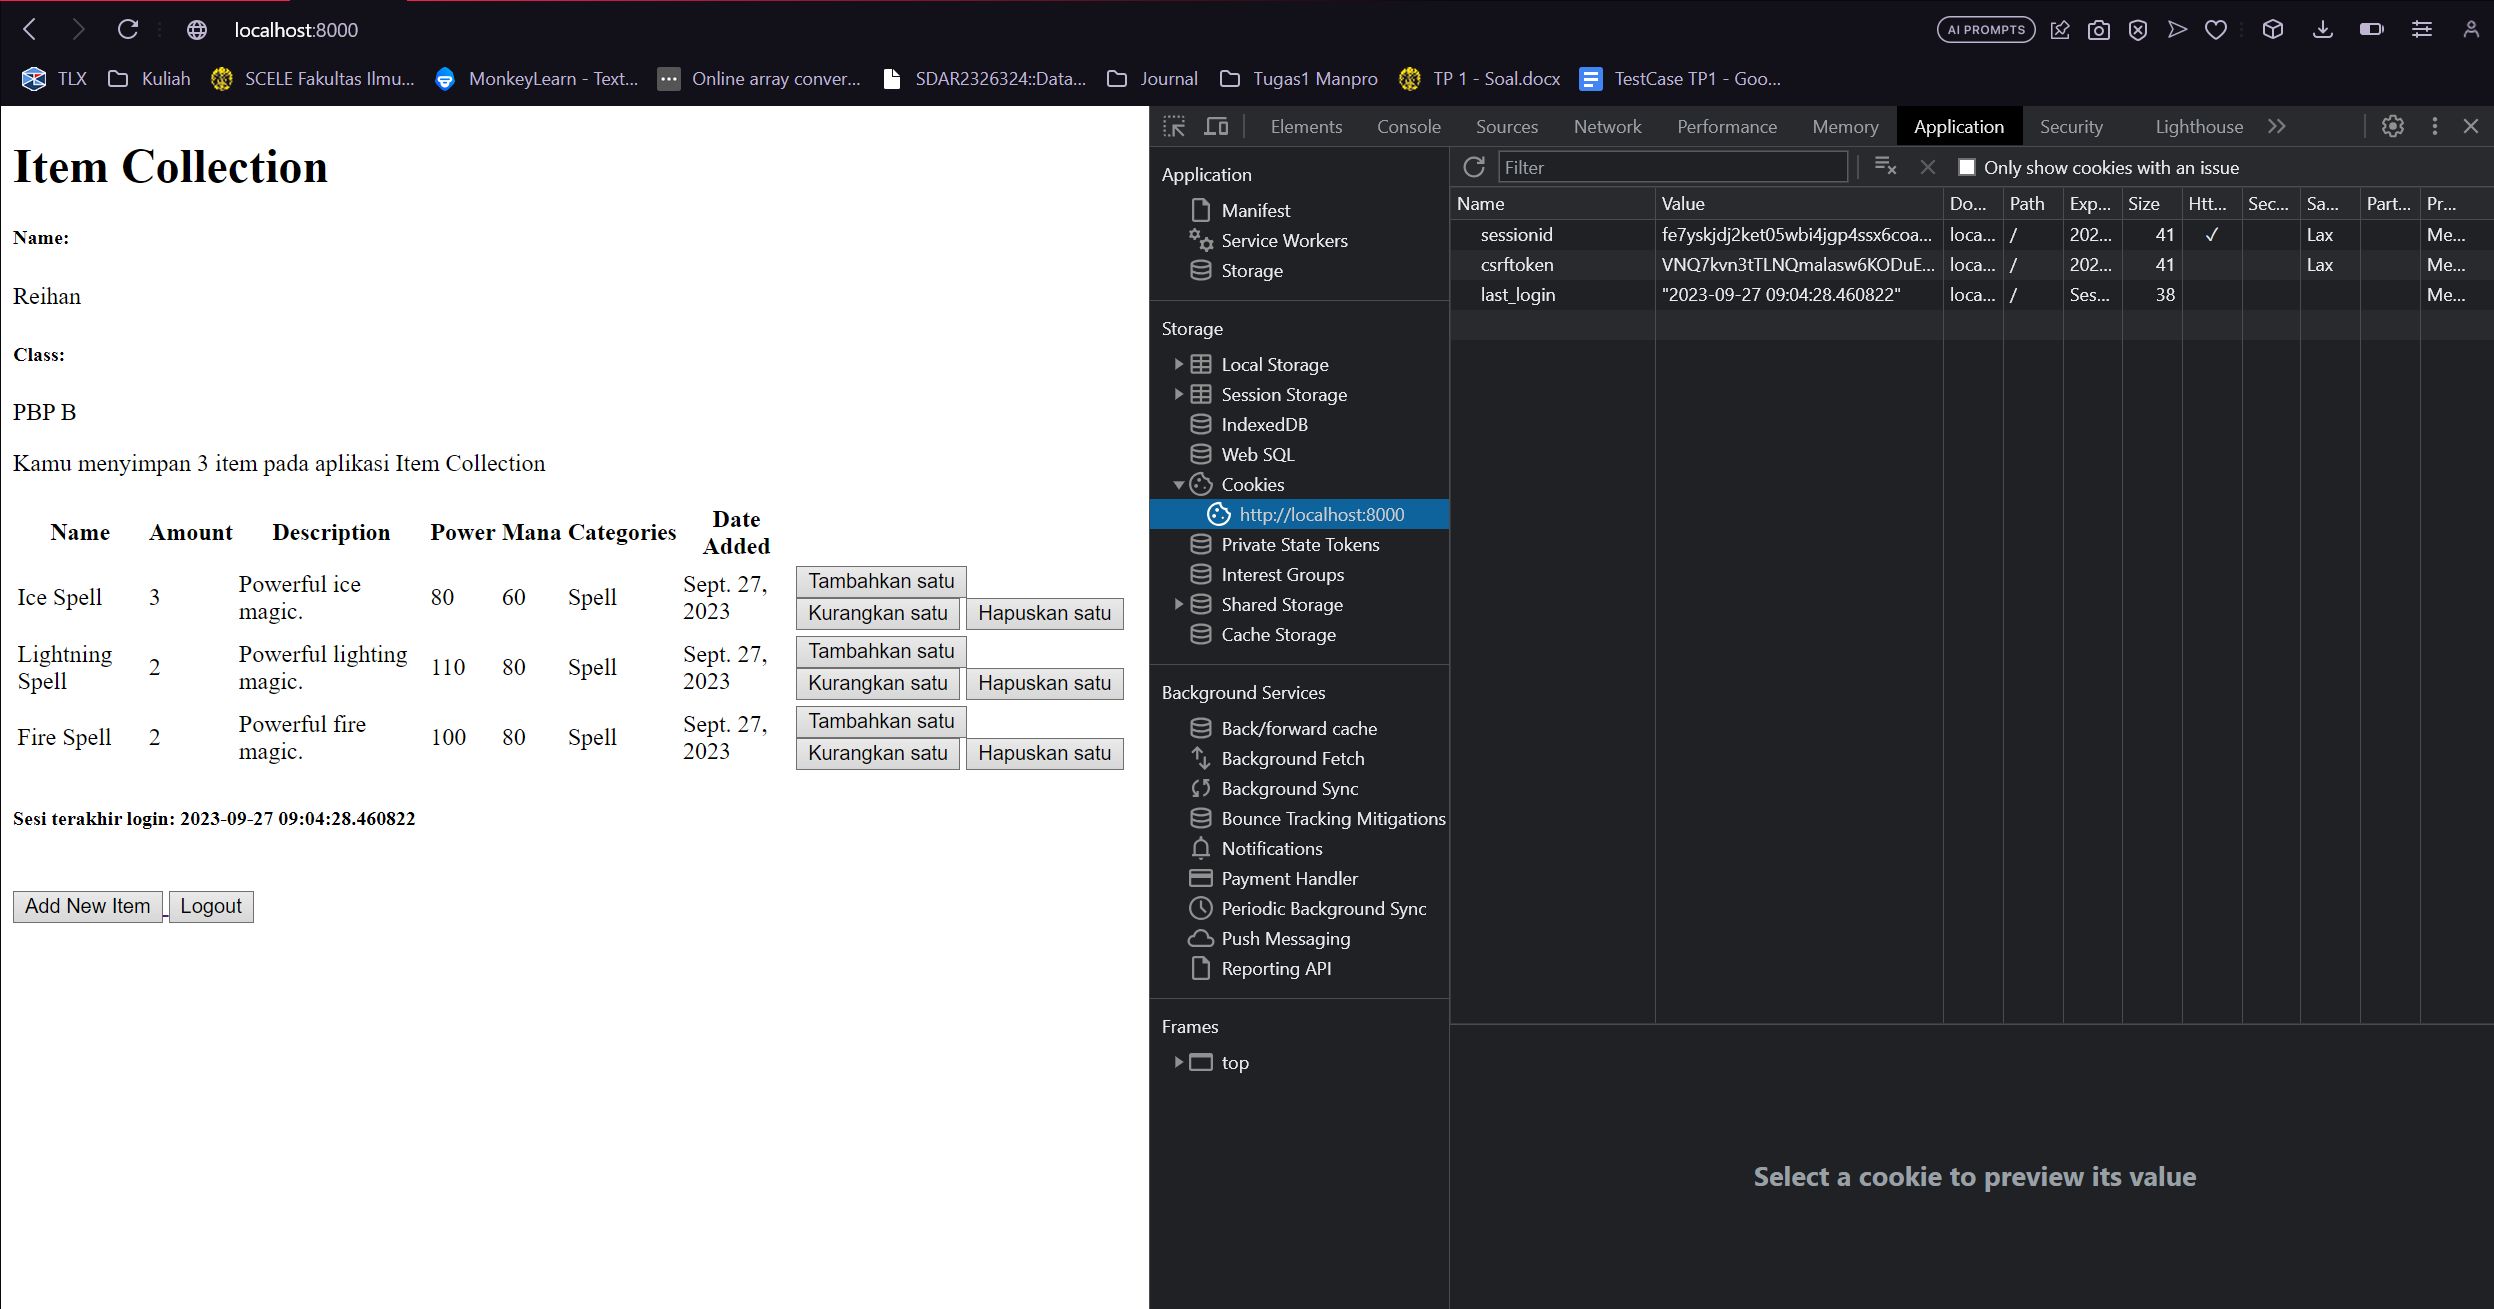 localhost:8000
AI PROMPTS
TLX Kuliah SCELE Fakultas Ilmu... MonkeyLearn - Text... Online array conver... SDAR2326324::Data... Journal Tugas1 Manpro TP 1 - Soal.docx TestCase TP1 - Goo...
Item Collection
Name:
Reihan
Class:
PBP B
Kamu menyimpan 3 item pada aplikasi Item Collection
Name Amount Description Power Mana Categories Date Added
Ice Spell 3 Powerful ice magic. 80 60 Spell Sept. 27, 2023 Tambahkan satu Kurangkan satu Hapuskan satu
Lightning Spell 2 Powerful lighting magic. 110 80 Spell Sept. 27, 2023 Tambahkan satu Kurangkan satu Hapuskan satu
Fire Spell 2 Powerful fire magic. 100 80 Spell Sept. 27, 2023 Tambahkan satu Kurangkan satu Hapuskan satu
Sesi terakhir login: 2023-09-27 09:04:28.460822
Add New Item Logout
Elements Console Sources Network Performance Memory Application Security Lighthouse
Application
Manifest
Service Workers
Storage
Storage
Local Storage
Session Storage
IndexedDB
Web SQL
Cookies
http://localhost:8000
Private State Tokens
Interest Groups
Shared Storage
Cache Storage
Background Services
Back/forward cache
Background Fetch
Background Sync
Bounce Tracking Mitigations
Notifications
Payment Handler
Periodic Background Sync
Push Messaging
Reporting API
Frames
top
Filter Only show cookies with an issue
Name Value Do... Path Exp... Size Htt... Sec... Sa... Part... Pr...
sessionid fe7yskjdj2ket05wbi4jgp4ssx6coa... loca... / 202... 41 ✓ Lax Me...
csrftoken VNQ7kvn3tTLNQmalasw6KODuE... loca... / 202... 41 Lax Me...
last_login "2023-09-27 09:04:28.460822" loca... / Ses... 38 Me...
Select a cookie to preview its value